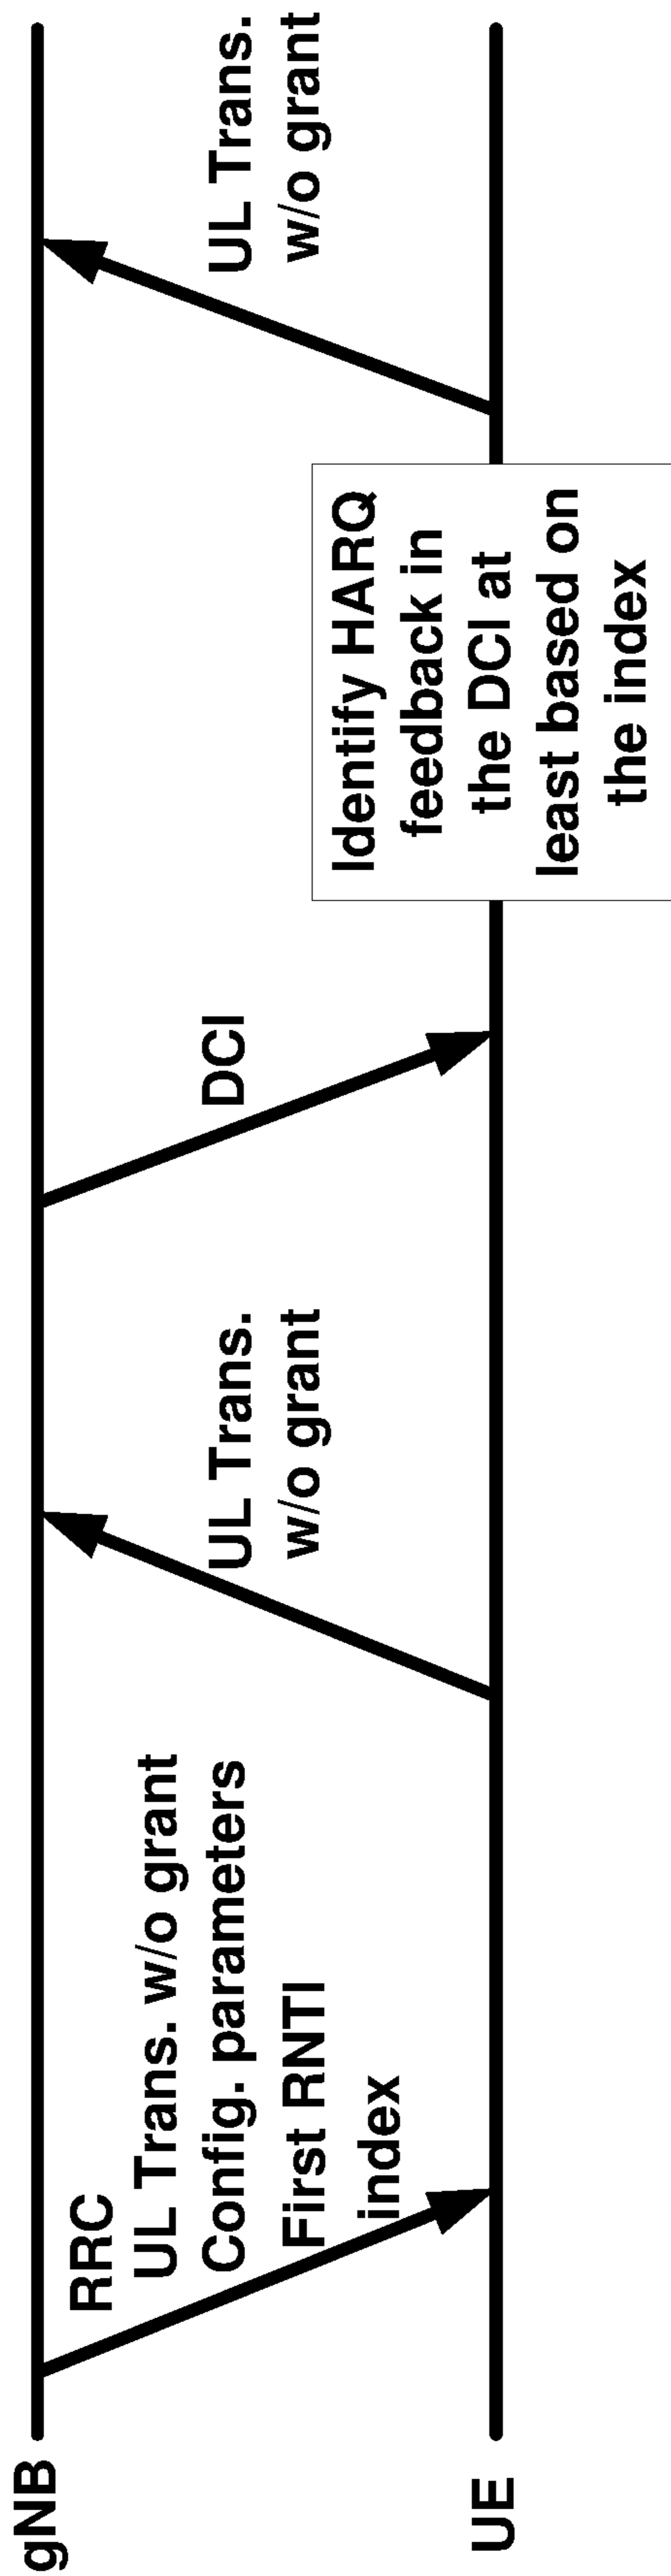 gNB
RRC
UL Trans. w/o grant
Config. parameters
First RNTI
index
UL Trans.
w/o grant
DCI
UL Trans.
w/o grant
UE
Identify HARQ
feedback in
the DCI at
least based on
the index